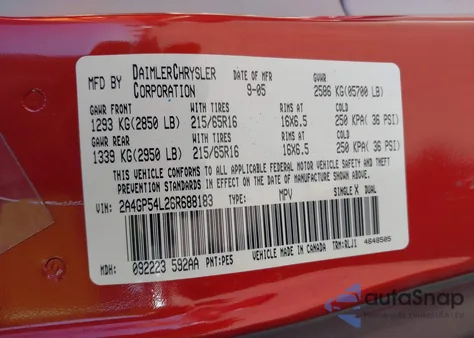 MFD BY DAIMLERCHRYSLER CORPORATION DATE OF MFR 9-05 GVWR 2586 KG(05700 LB)
GAWR FRONT 1293 KG(2850 LB) 215/65R16 TIRES 16X6.5 RIMS AT COLD 250 KPA( 36 PSI)
GAWR REAR 1339 KG(2950 LB) 215/65R16 TIRES 16X6.5 RIMS AT COLD 250 KPA( 36 PSI)
THIS VEHICLE CONFORMS TO ALL APPLICABLE FEDERAL MOTOR VEHICLE SAFETY AND THEFT
PREVENTION STANDARDS IN EFFECT ON THE DATE OF MANUFACTURE SHOWN ABOVE.
VIN: 2A4GP54L26R688183 TYPE: MPV SINGLE X DUAL
MDH: 092223 592AA PNT:PE5 VEHICLE MADE IN CANADA TRM:RLJ1 4848505
autoSnap